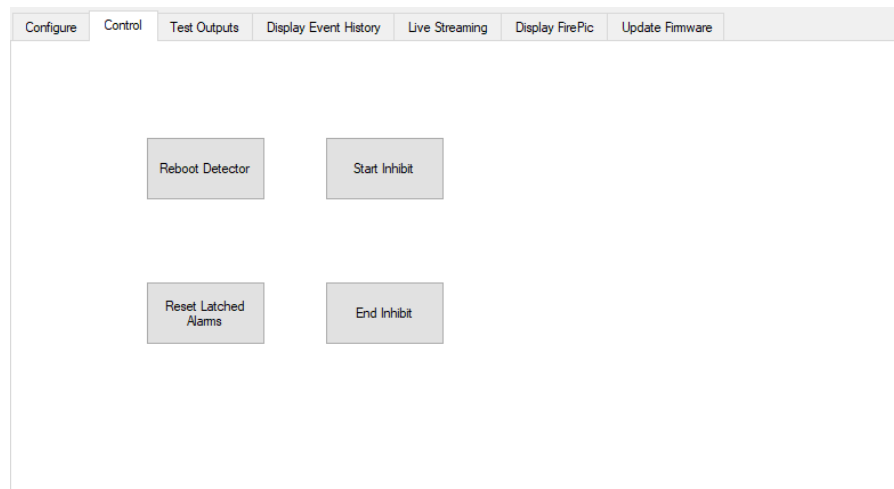 Configure Control Test Outputs Display Event History Live Streaming Display FirePic Update Firmware
Reboot Detector Start Inhibit
Reset Latched
Alarms
End Inhibit